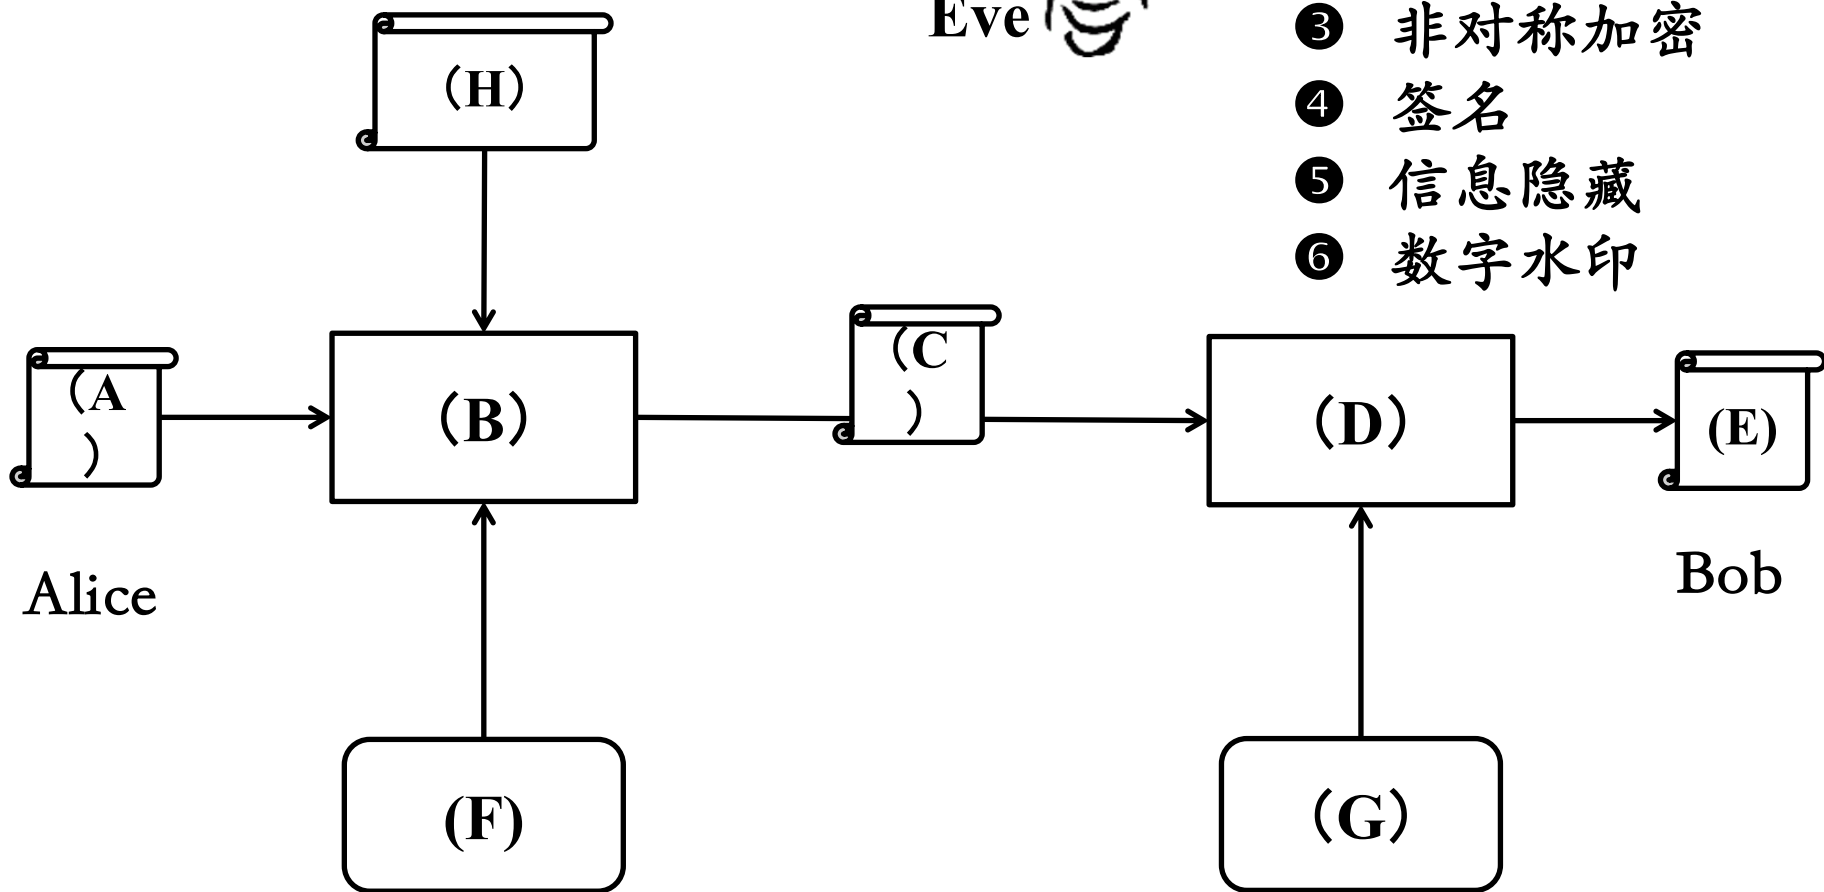 Eve
❸ 非对称加密
(H)
❹ 签名
❺ 信息隐藏
❻ 数字水印
(A
)
(B)
(C
)
(D)
(E)
Alice
Bob
(F)
(G)